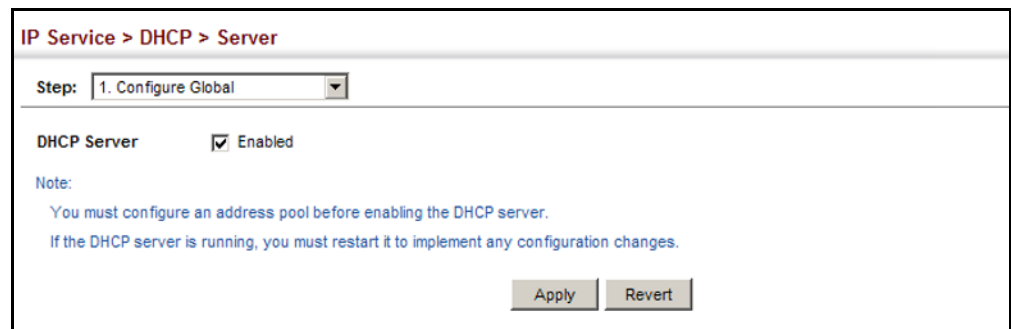 IP Service > DHCP > Server
Step: 1. Configure Global
DHCP Server Enabled
Note:
You must configure an address pool before enabling the DHCP server.
If the DHCP server is running, you must restart it to implement any configuration changes.
Apply Revert